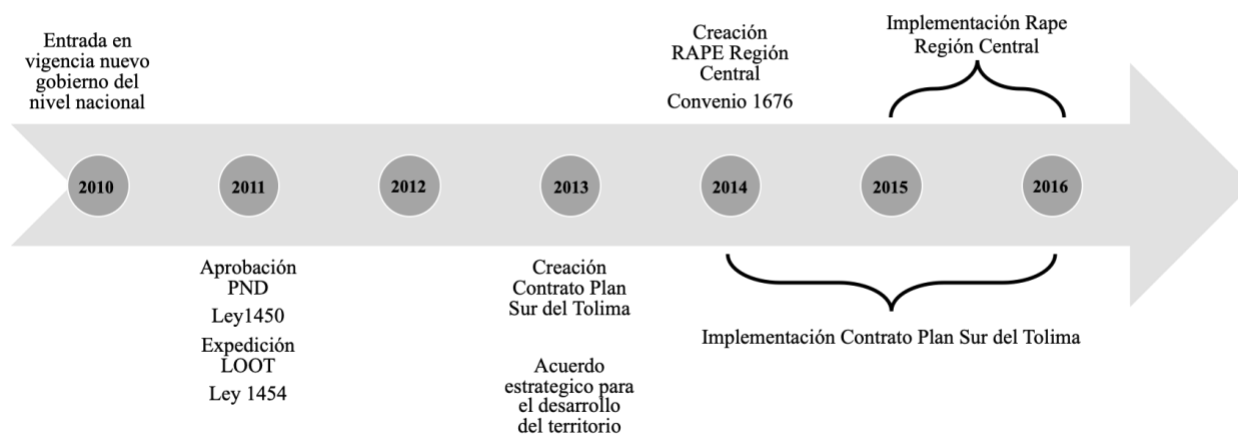 Entrada en
vigencia nuevo
gobierno del
nivel nacional
Creación
RAPE Región
Central
Convenio 1676
Implementación Rape
Región Central
2010
2011
2012
2013
2014
2015
2016
Aprobación
PND
Ley1450
Expedición
LOOT
Ley 1454
Creación
Contrato Plan
Sur del Tolima
Acuerdo
estrategico para
el desarrollo
del territorio
Implementación Contrato Plan Sur del Tolima